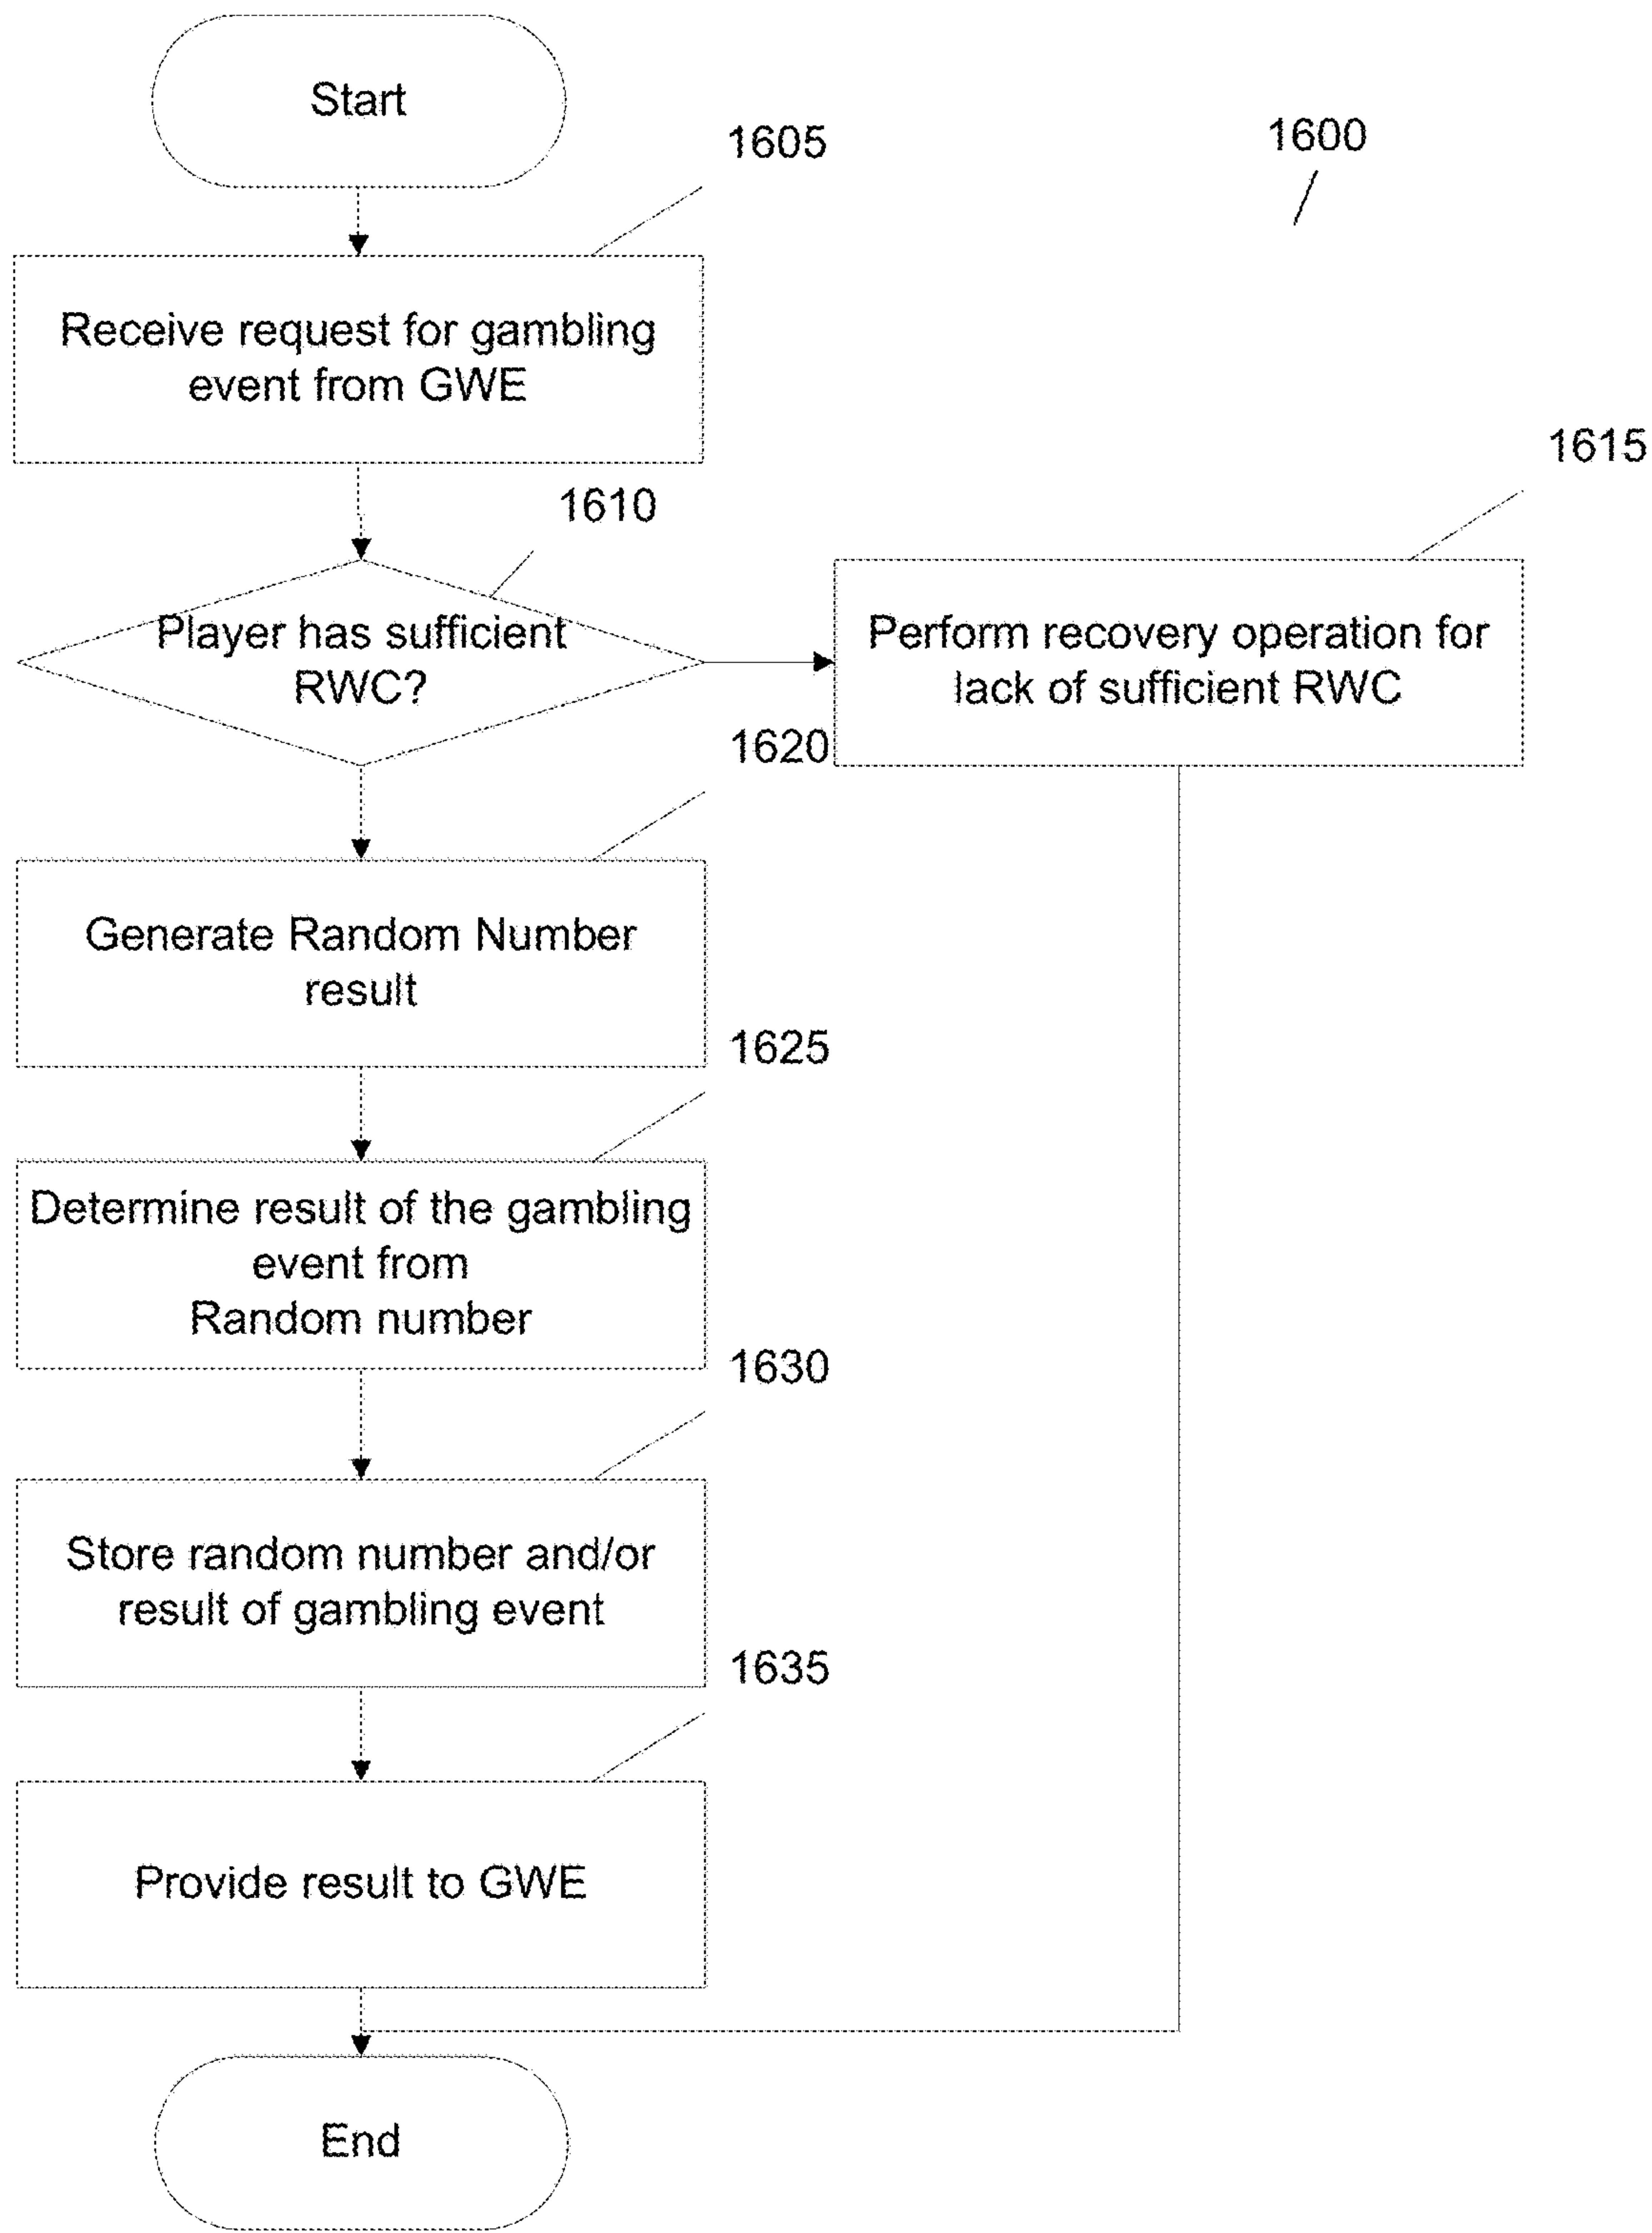 Start
1605
1600
Receive request for gambling
event from GWE
1615
1610
Player has sufficient
RWC?
Perform recovery operation for
lack of sufficient RWC
1620
Generate Random Number
result
1625
Determine result of the gambling
event from
Random number
1630
Store random number and/or
result of gambling event
1635
Provide result to GWE
End